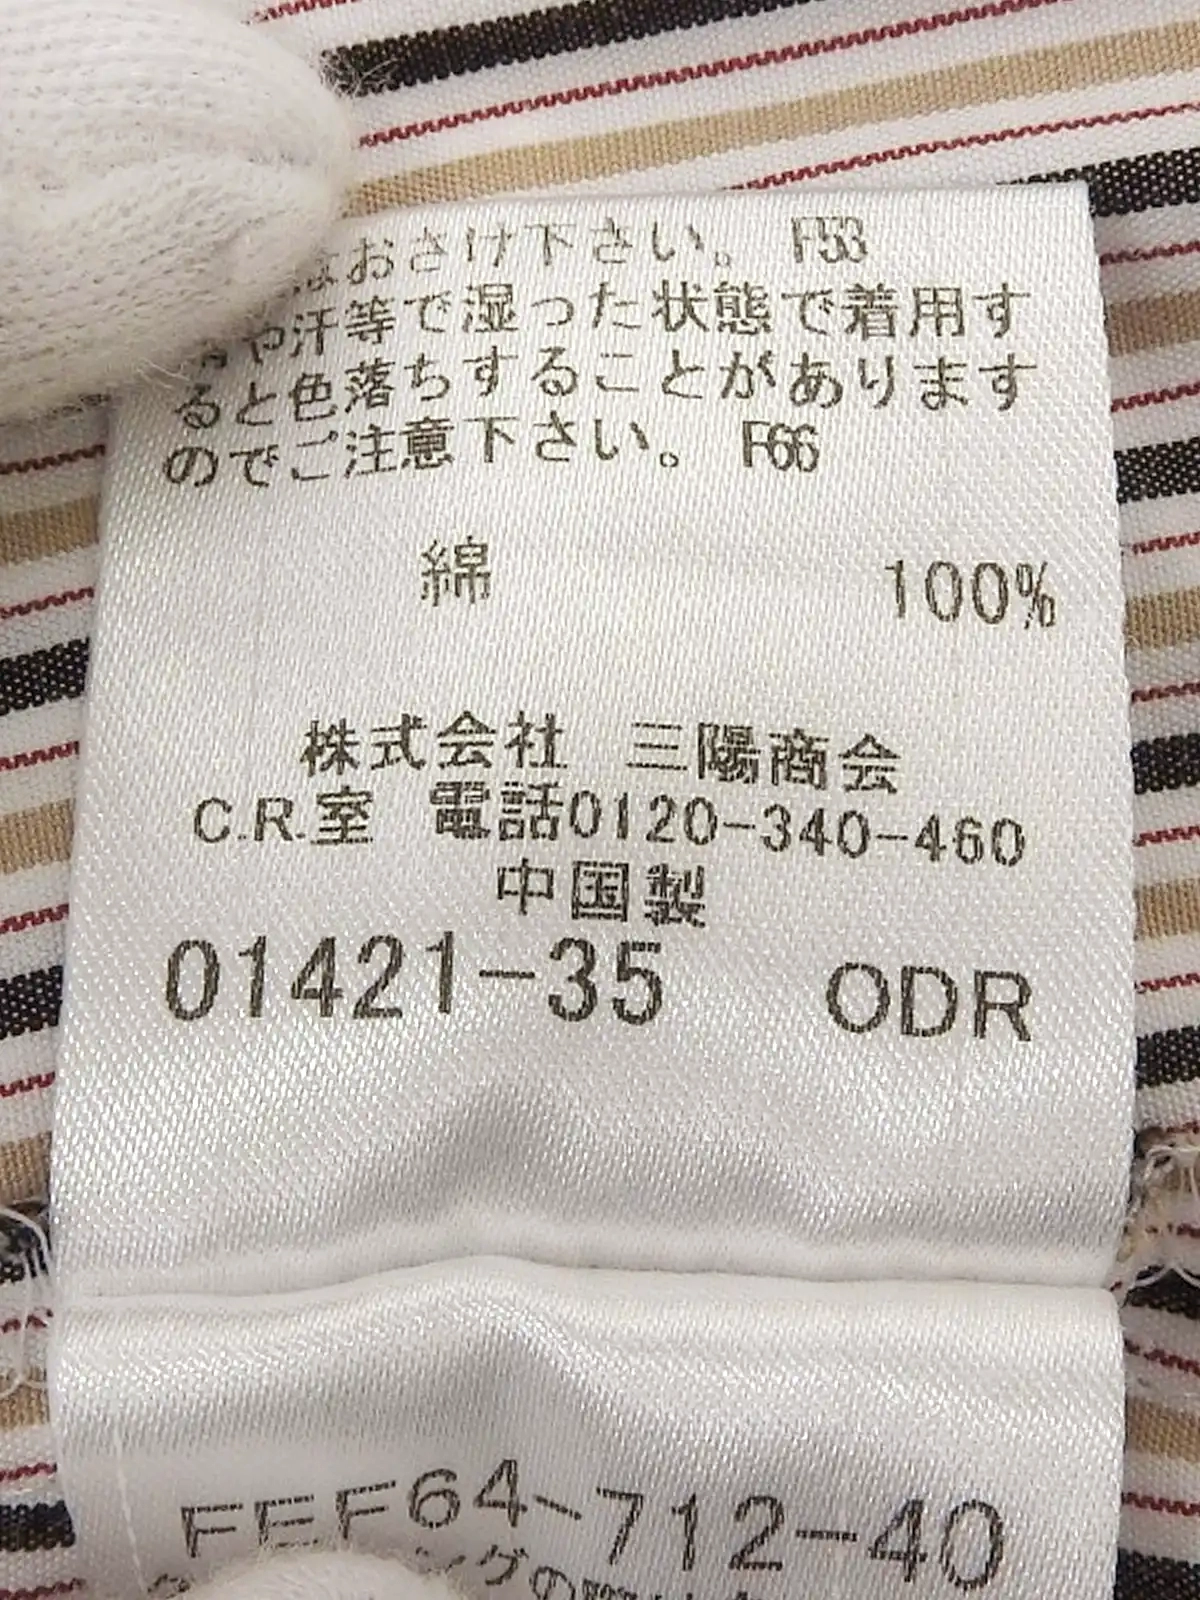 はおさけ下さい。 F53
や汗等で湿った状態で着用す
ると色落ちすることがあります
のでご注意下さい。 F66
綿 100%
株式会社 三陽商会
C.R.室 電話0120-340-460
中国製
01421-35 ODR
FEF64-712-40
ングの